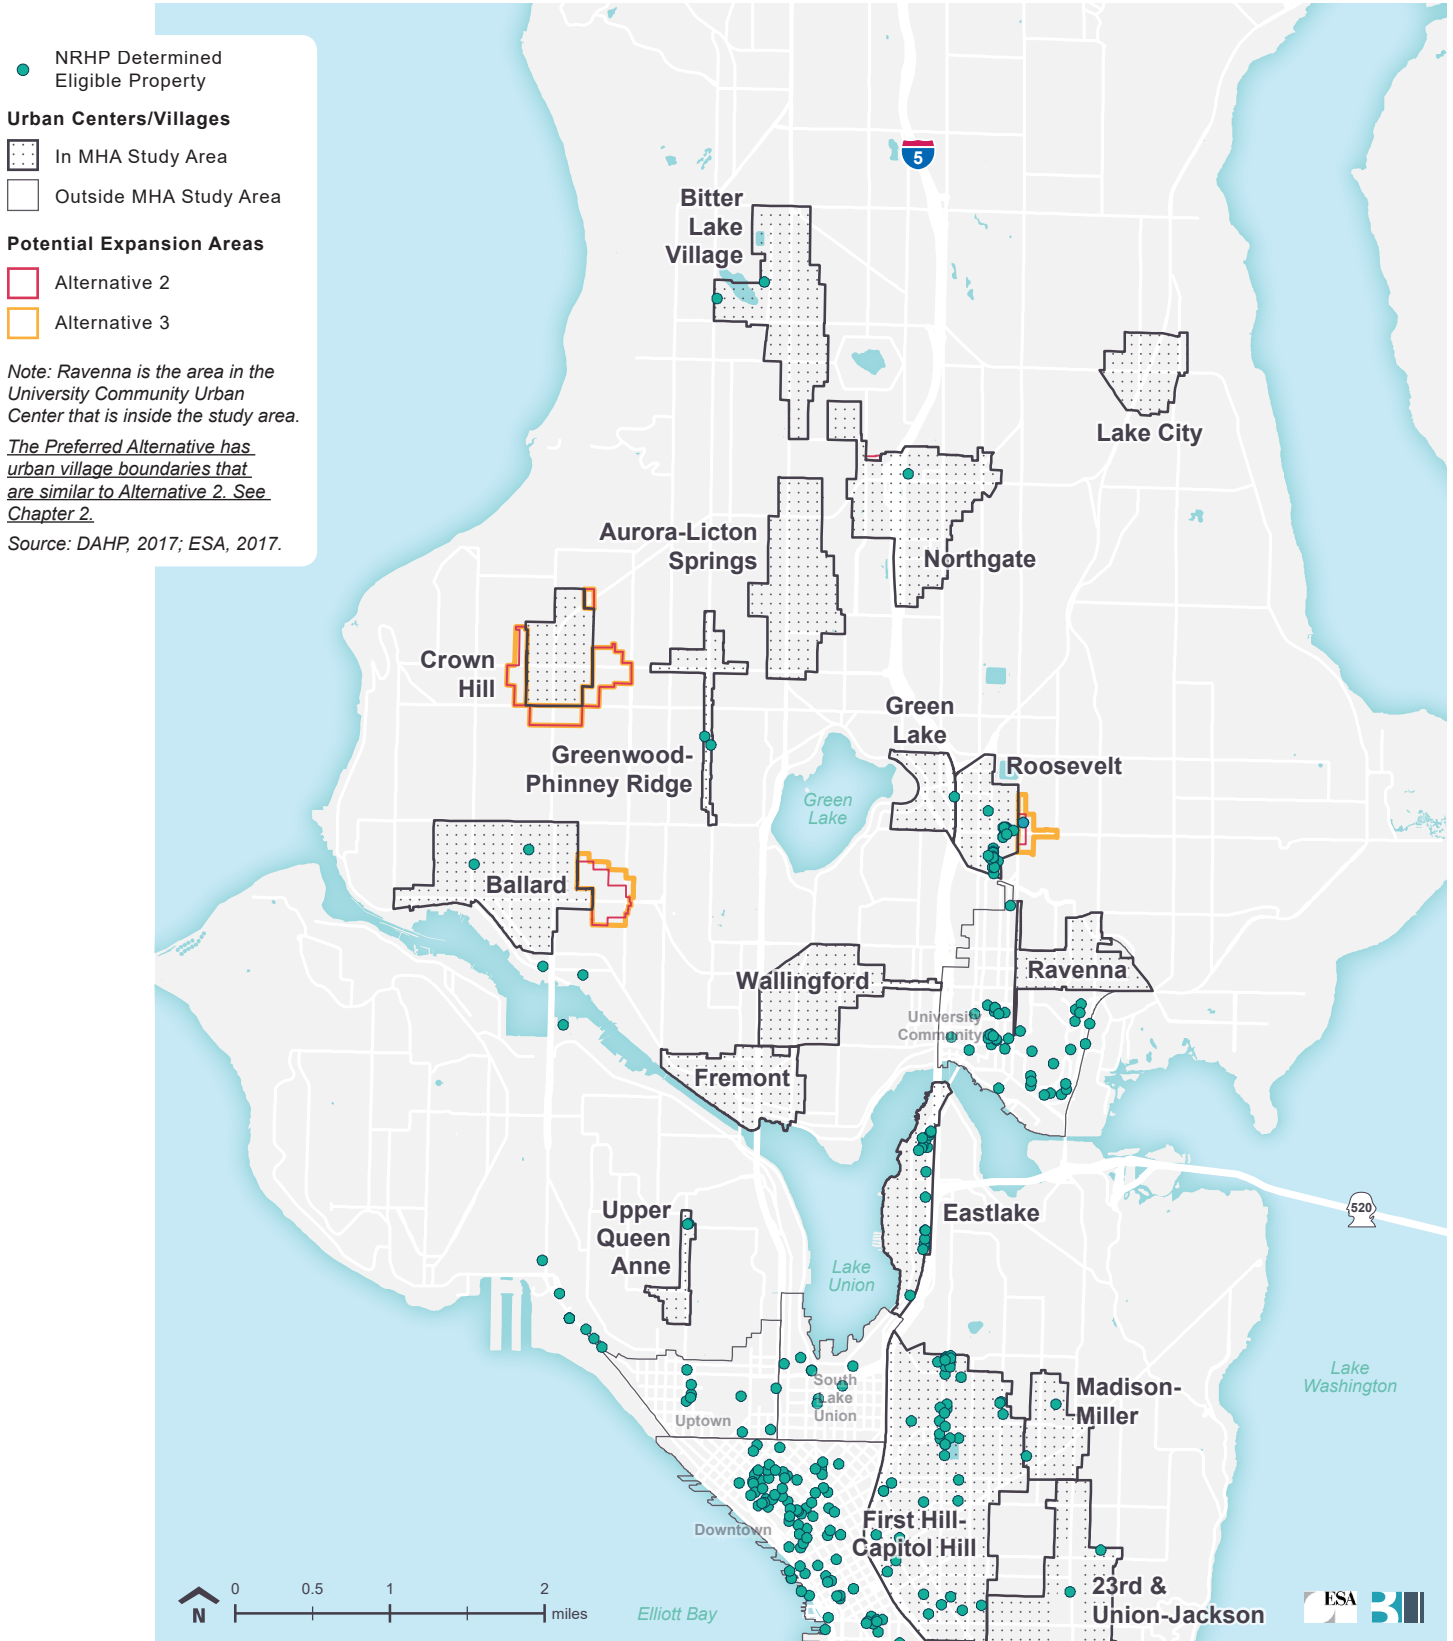 NRHP Determined
Eligible Property
Urban Centers/Villages
In MHA Study Area
Outside MHA Study Area
Potential Expansion Areas
Alternative 2
Alternative 3
Note: Ravenna is the area in the
University Community Urban
Center that is inside the study area.
The Preferred Alternative has
urban village boundaries that
are similar to Alternative 2. See
Chapter 2.
Source: DAHP, 2017; ESA, 2017.
5
Bitter
Lake
Village
Lake City
Aurora-Licton
Springs
Northgate
Crown
Hill
Green
Lake
Greenwood-
Phinney Ridge
Roosevelt
Green
Lake
Ballard
Wallingford
Ravenna
University
Community
Fremont
Upper
Queen
Anne
Eastlake
520
Lake
Union
Lake
Washington
South
Lake
Union
Uptown
Madison-
Miller
Downtown
First Hill-
Capitol Hill
23rd &
Union-Jackson
Elliott Bay
N
0
0.5
1
2
miles
ESA